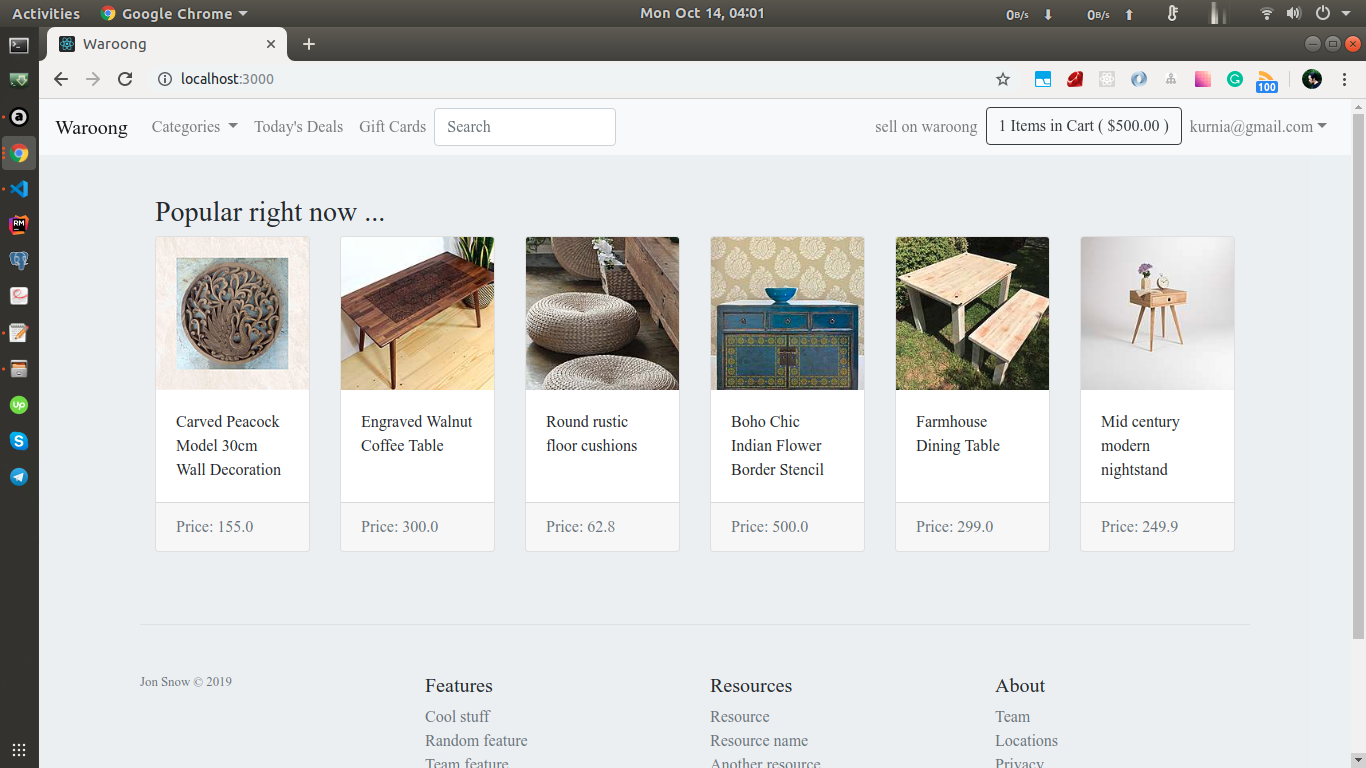 Activities Google Chrome Mon Oct 14, 04:01 0B/s 0B/s
Waroong
localhost:3000 100
Waroong Categories Today's Deals Gift Cards Search sell on waroong 1 Items in Cart ( $500.00 ) kurnia@gmail.com
Popular right now ...
Carved Peacock
Model 30cm
Wall Decoration
Price: 155.0
Engraved Walnut
Coffee Table
Price: 300.0
Round rustic
floor cushions
Price: 62.8
Boho Chic
Indian Flower
Border Stencil
Price: 500.0
Farmhouse
Dining Table
Price: 299.0
Mid century
modern
nightstand
Price: 249.9
Jon Snow © 2019
Features
Cool stuff
Random feature
Team feature
Resources
Resource
Resource name
Another resource
About
Team
Locations
Privacy